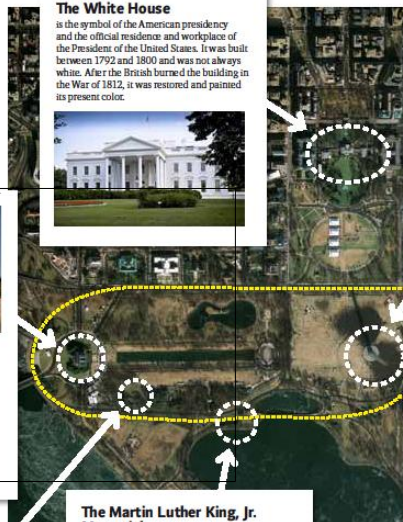 The White House
is the symbol of the American presidency
and the official residence and workplace of
the President of the United States. It was built
between 1792 and 1800 and was not always
white. After the British burned the building in
the War of 1812, it was restored and painted
its present color.
The Martin Luther King, Jr.